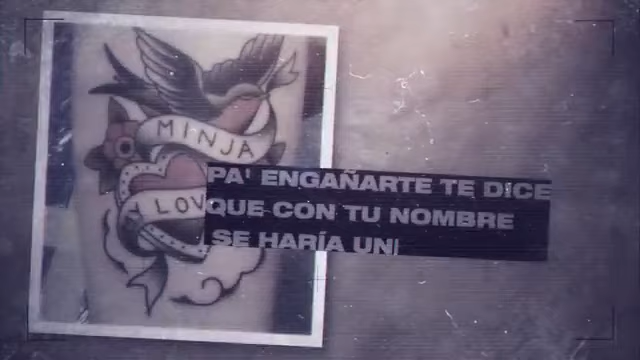 MINJA
LOV
PA' ENGAÑARTE TE DICE
QUE CON TU NOMBRE
SE HARÍA UN